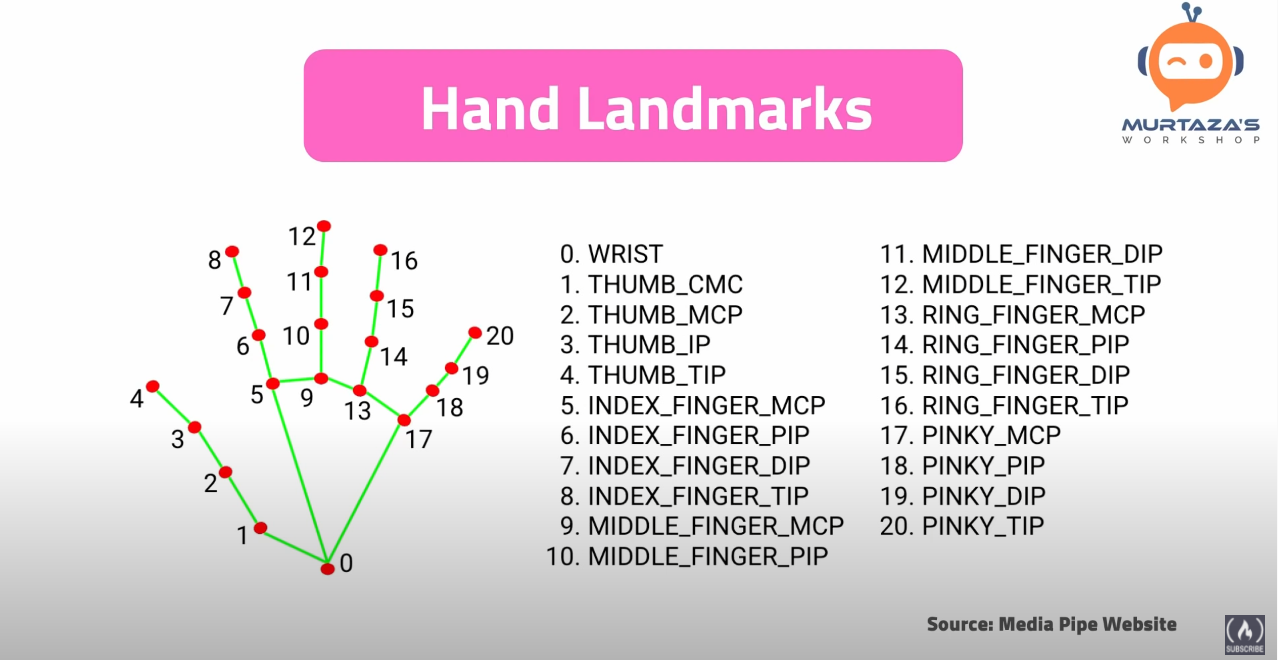 Hand Landmarks
MURTAZA'S
WORKSHOP
12
8
16
11
7
15
10
6
20
14
5
9
19
4
13
18
3
17
2
1
0
0. WRIST
1. THUMB_CMC
2. THUMB_MCP
3. THUMB_IP
4. THUMB_TIP
5. INDEX_FINGER_MCP
6. INDEX_FINGER_PIP
7. INDEX_FINGER_DIP
8. INDEX_FINGER_TIP
9. MIDDLE_FINGER_MCP
10. MIDDLE_FINGER_PIP
11. MIDDLE_FINGER_DIP
12. MIDDLE_FINGER_TIP
13. RING_FINGER_MCP
14. RING_FINGER_PIP
15. RING_FINGER_DIP
16. RING_FINGER_TIP
17. PINKY_MCP
18. PINKY_PIP
19. PINKY_DIP
20. PINKY_TIP
Source: Media Pipe Website
SUBSCRIBE